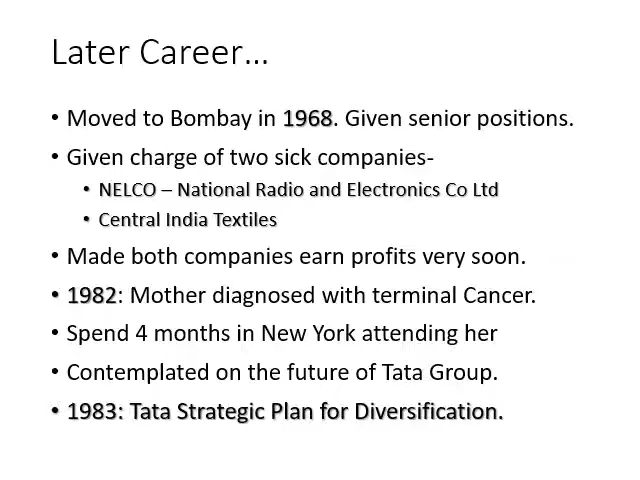 Later Career...
• Moved to Bombay in 1968. Given senior positions.
• Given charge of two sick companies-
• NELCO – National Radio and Electronics Co Ltd
• Central India Textiles
• Made both companies earn profits very soon.
• 1982: Mother diagnosed with terminal Cancer.
• Spend 4 months in New York attending her
• Contemplated on the future of Tata Group.
• 1983: Tata Strategic Plan for Diversification.